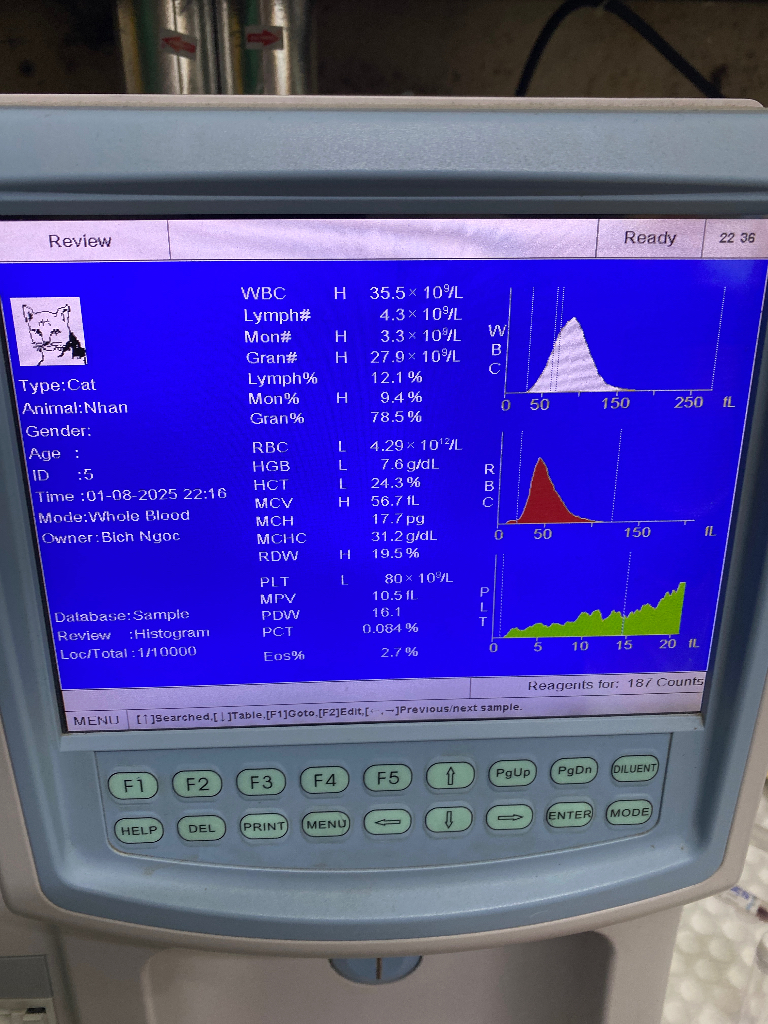 Review Ready 22 36
WBC H 35.5× 10⁹/L
Lymph# 4.3× 10⁹/L
Mon# H 3.3× 10⁹/L
Gran# H 27.9× 10⁹/L
Lymph% 12.1 %
Mon% H 9.4 %
Gran% 78.5 %
RBC L 4.29× 10¹²/L
HGB L 7.6 g/dL
HCT L 24.3 %
MCV H 56.7 fL
MCH 17.7 pg
MCHC 31.2 g/dL
RDW H 19.5 %
PLT L 80× 10⁹/L
MPV 10.5 fL
PDW 16.1
PCT 0.084 %
Eos% 2.7 %
Type:Cat
Animal:Nhan
Gender:
Age :
ID :5
Time :01-08-2025 22:16
Mode:Whole Blood
Owner:Bich Ngoc
Database:Sample
Review :Histogram
Loc/Total :1/10000
WBC
0 50 150 250 fL
RBC
0 50 150 fL
PLT
0 5 10 15 20 fL
Reagents for: 187 Counts
MENU [↑]Searched,[↓]Table,[F1]Goto,[F2]Edit,[←,→]Previous/next sample.
F1 F2 F3 F4 F5 ⇧ PgUp PgDn DILUENT
HELP DEL PRINT MENU ⇐ ⇩ ⇨ ENTER MODE